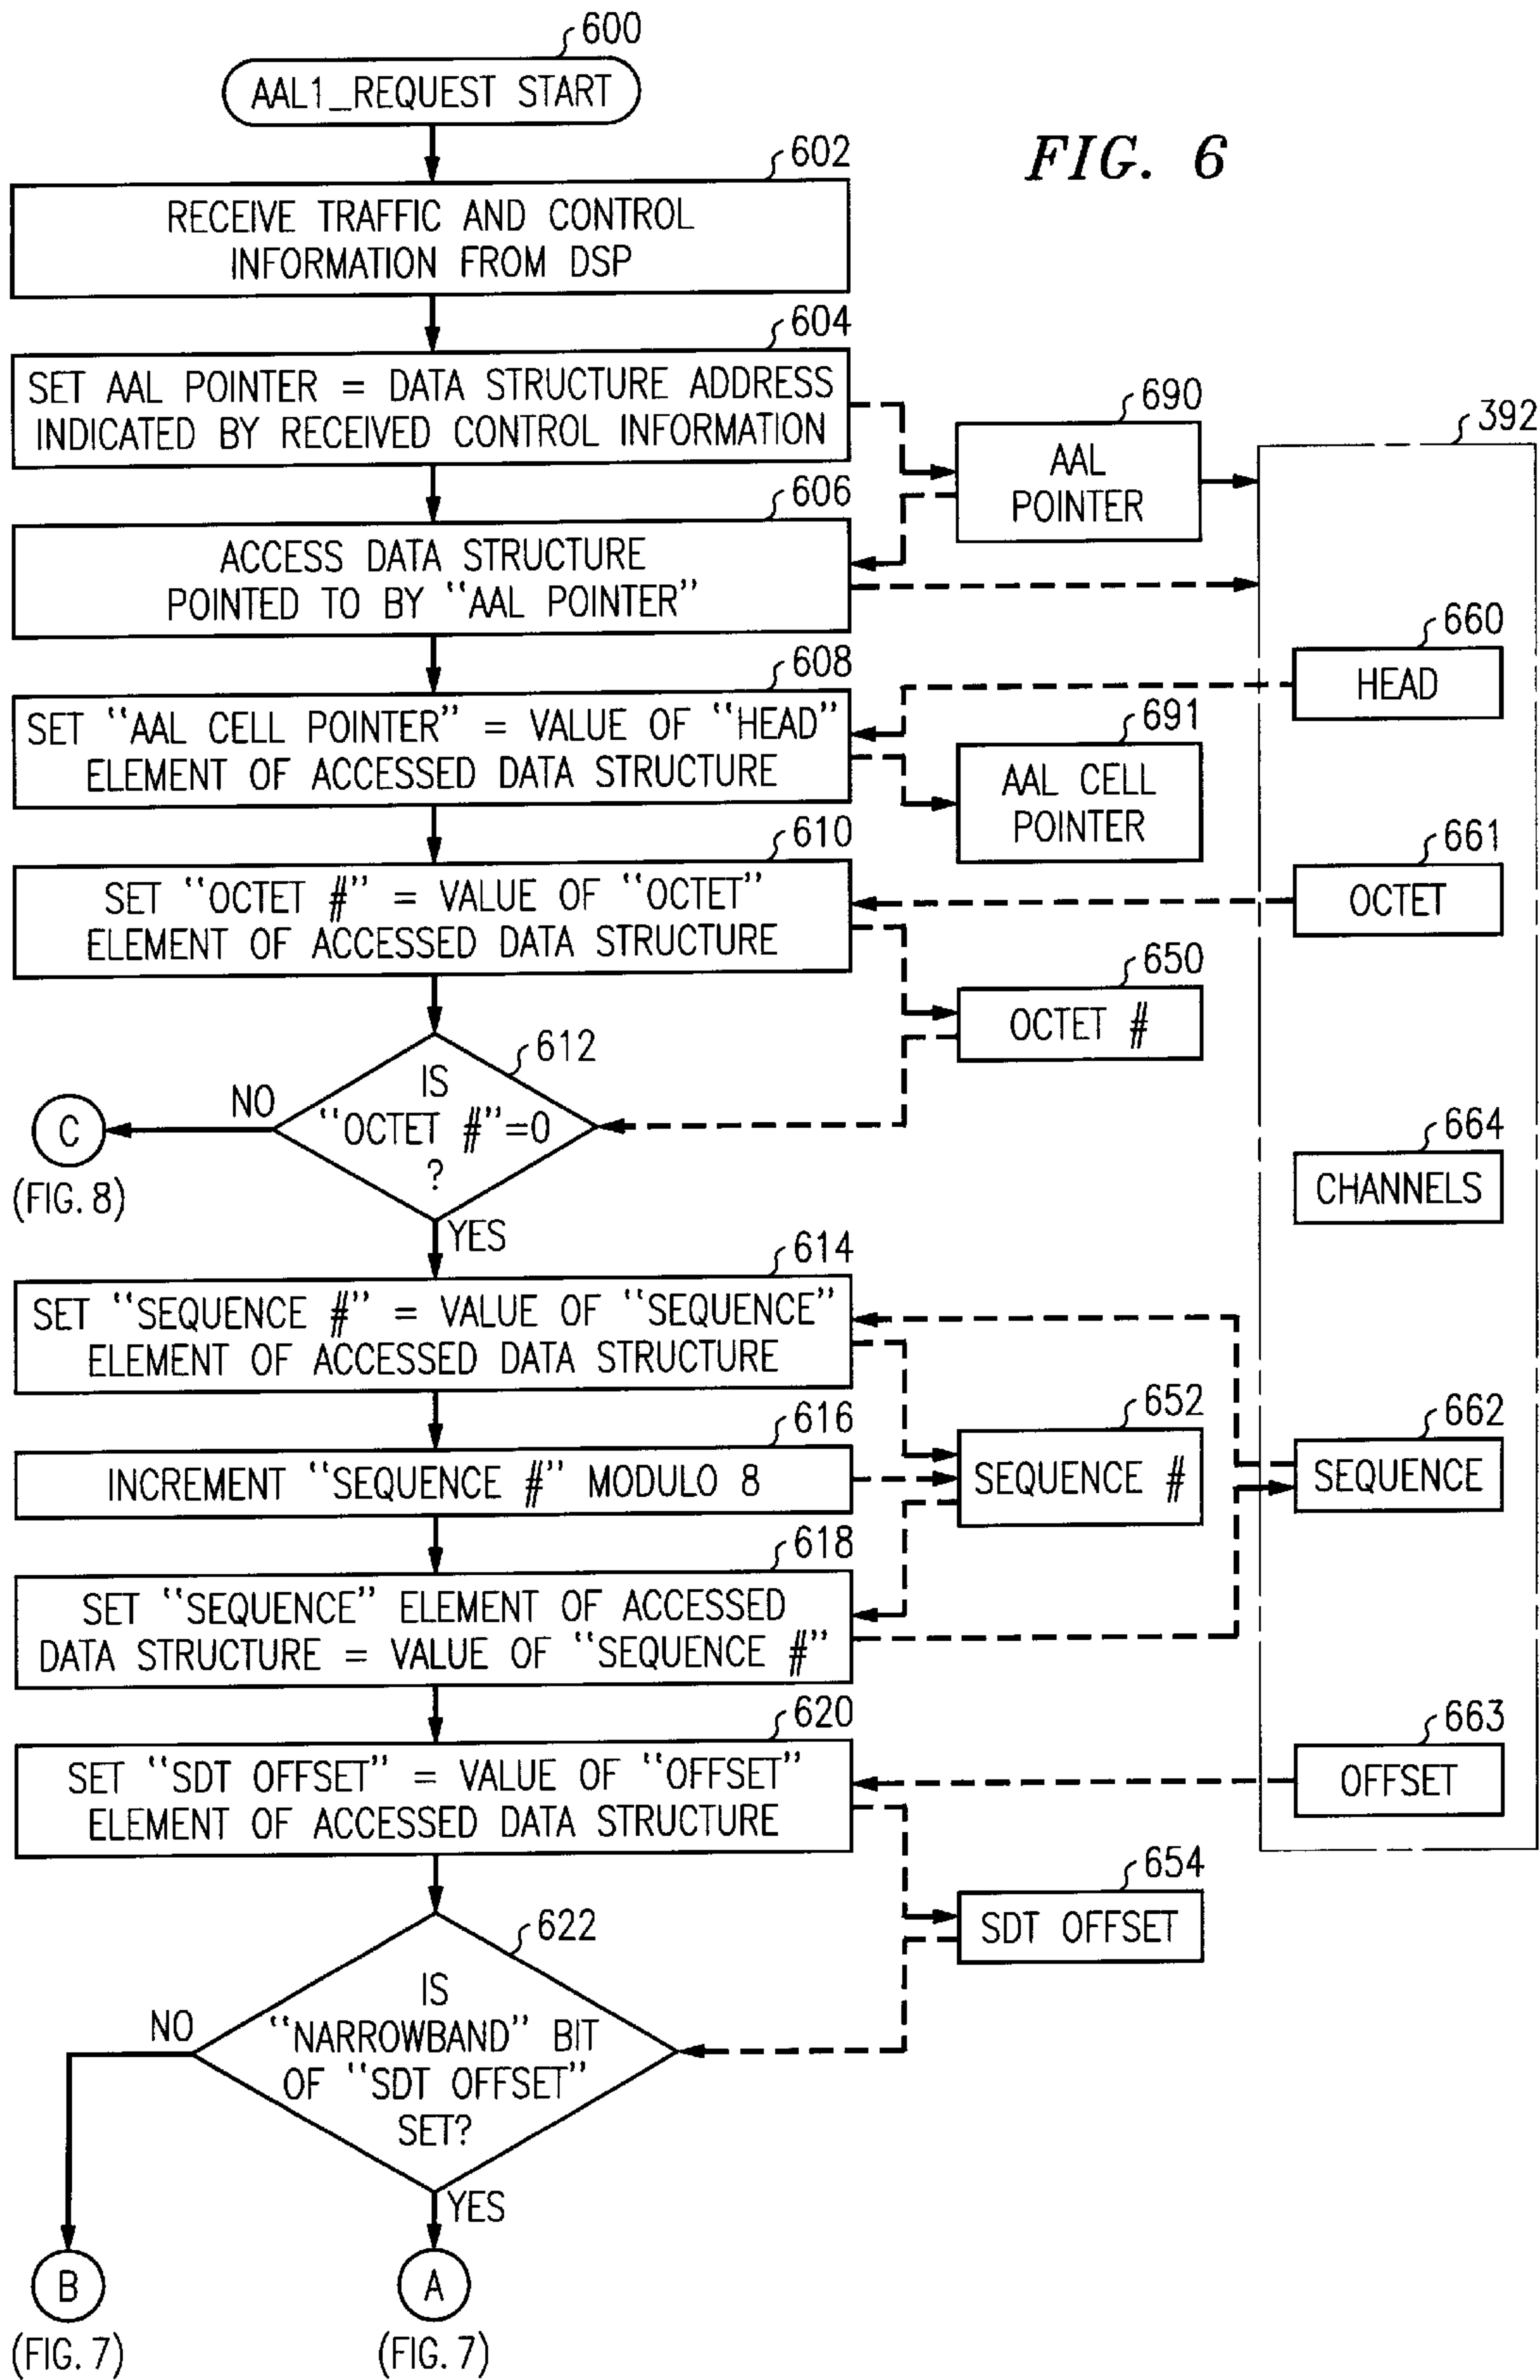 600
AAL1_REQUEST START
FIG. 6
602
RECEIVE TRAFFIC AND CONTROL
INFORMATION FROM DSP
604
SET AAL POINTER = DATA STRUCTURE ADDRESS
INDICATED BY RECEIVED CONTROL INFORMATION
690
AAL
POINTER
392
606
ACCESS DATA STRUCTURE
POINTED TO BY "AAL POINTER"
660
HEAD
608
SET "AAL CELL POINTER" = VALUE OF "HEAD"
ELEMENT OF ACCESSED DATA STRUCTURE
691
AAL CELL
POINTER
610
SET "OCTET #" = VALUE OF "OCTET"
ELEMENT OF ACCESSED DATA STRUCTURE
661
OCTET
650
OCTET #
612
IS
"OCTET #"=0
?
NO
C
(FIG. 8)
YES
664
CHANNELS
614
SET "SEQUENCE #" = VALUE OF "SEQUENCE"
ELEMENT OF ACCESSED DATA STRUCTURE
616
INCREMENT "SEQUENCE #" MODULO 8
652
SEQUENCE #
662
SEQUENCE
618
SET "SEQUENCE" ELEMENT OF ACCESSED
DATA STRUCTURE = VALUE OF "SEQUENCE #"
620
SET "SDT OFFSET" = VALUE OF "OFFSET"
ELEMENT OF ACCESSED DATA STRUCTURE
663
OFFSET
654
SDT OFFSET
622
IS
"NARROWBAND" BIT
OF "SDT OFFSET"
SET?
NO
YES
B
(FIG. 7)
A
(FIG. 7)